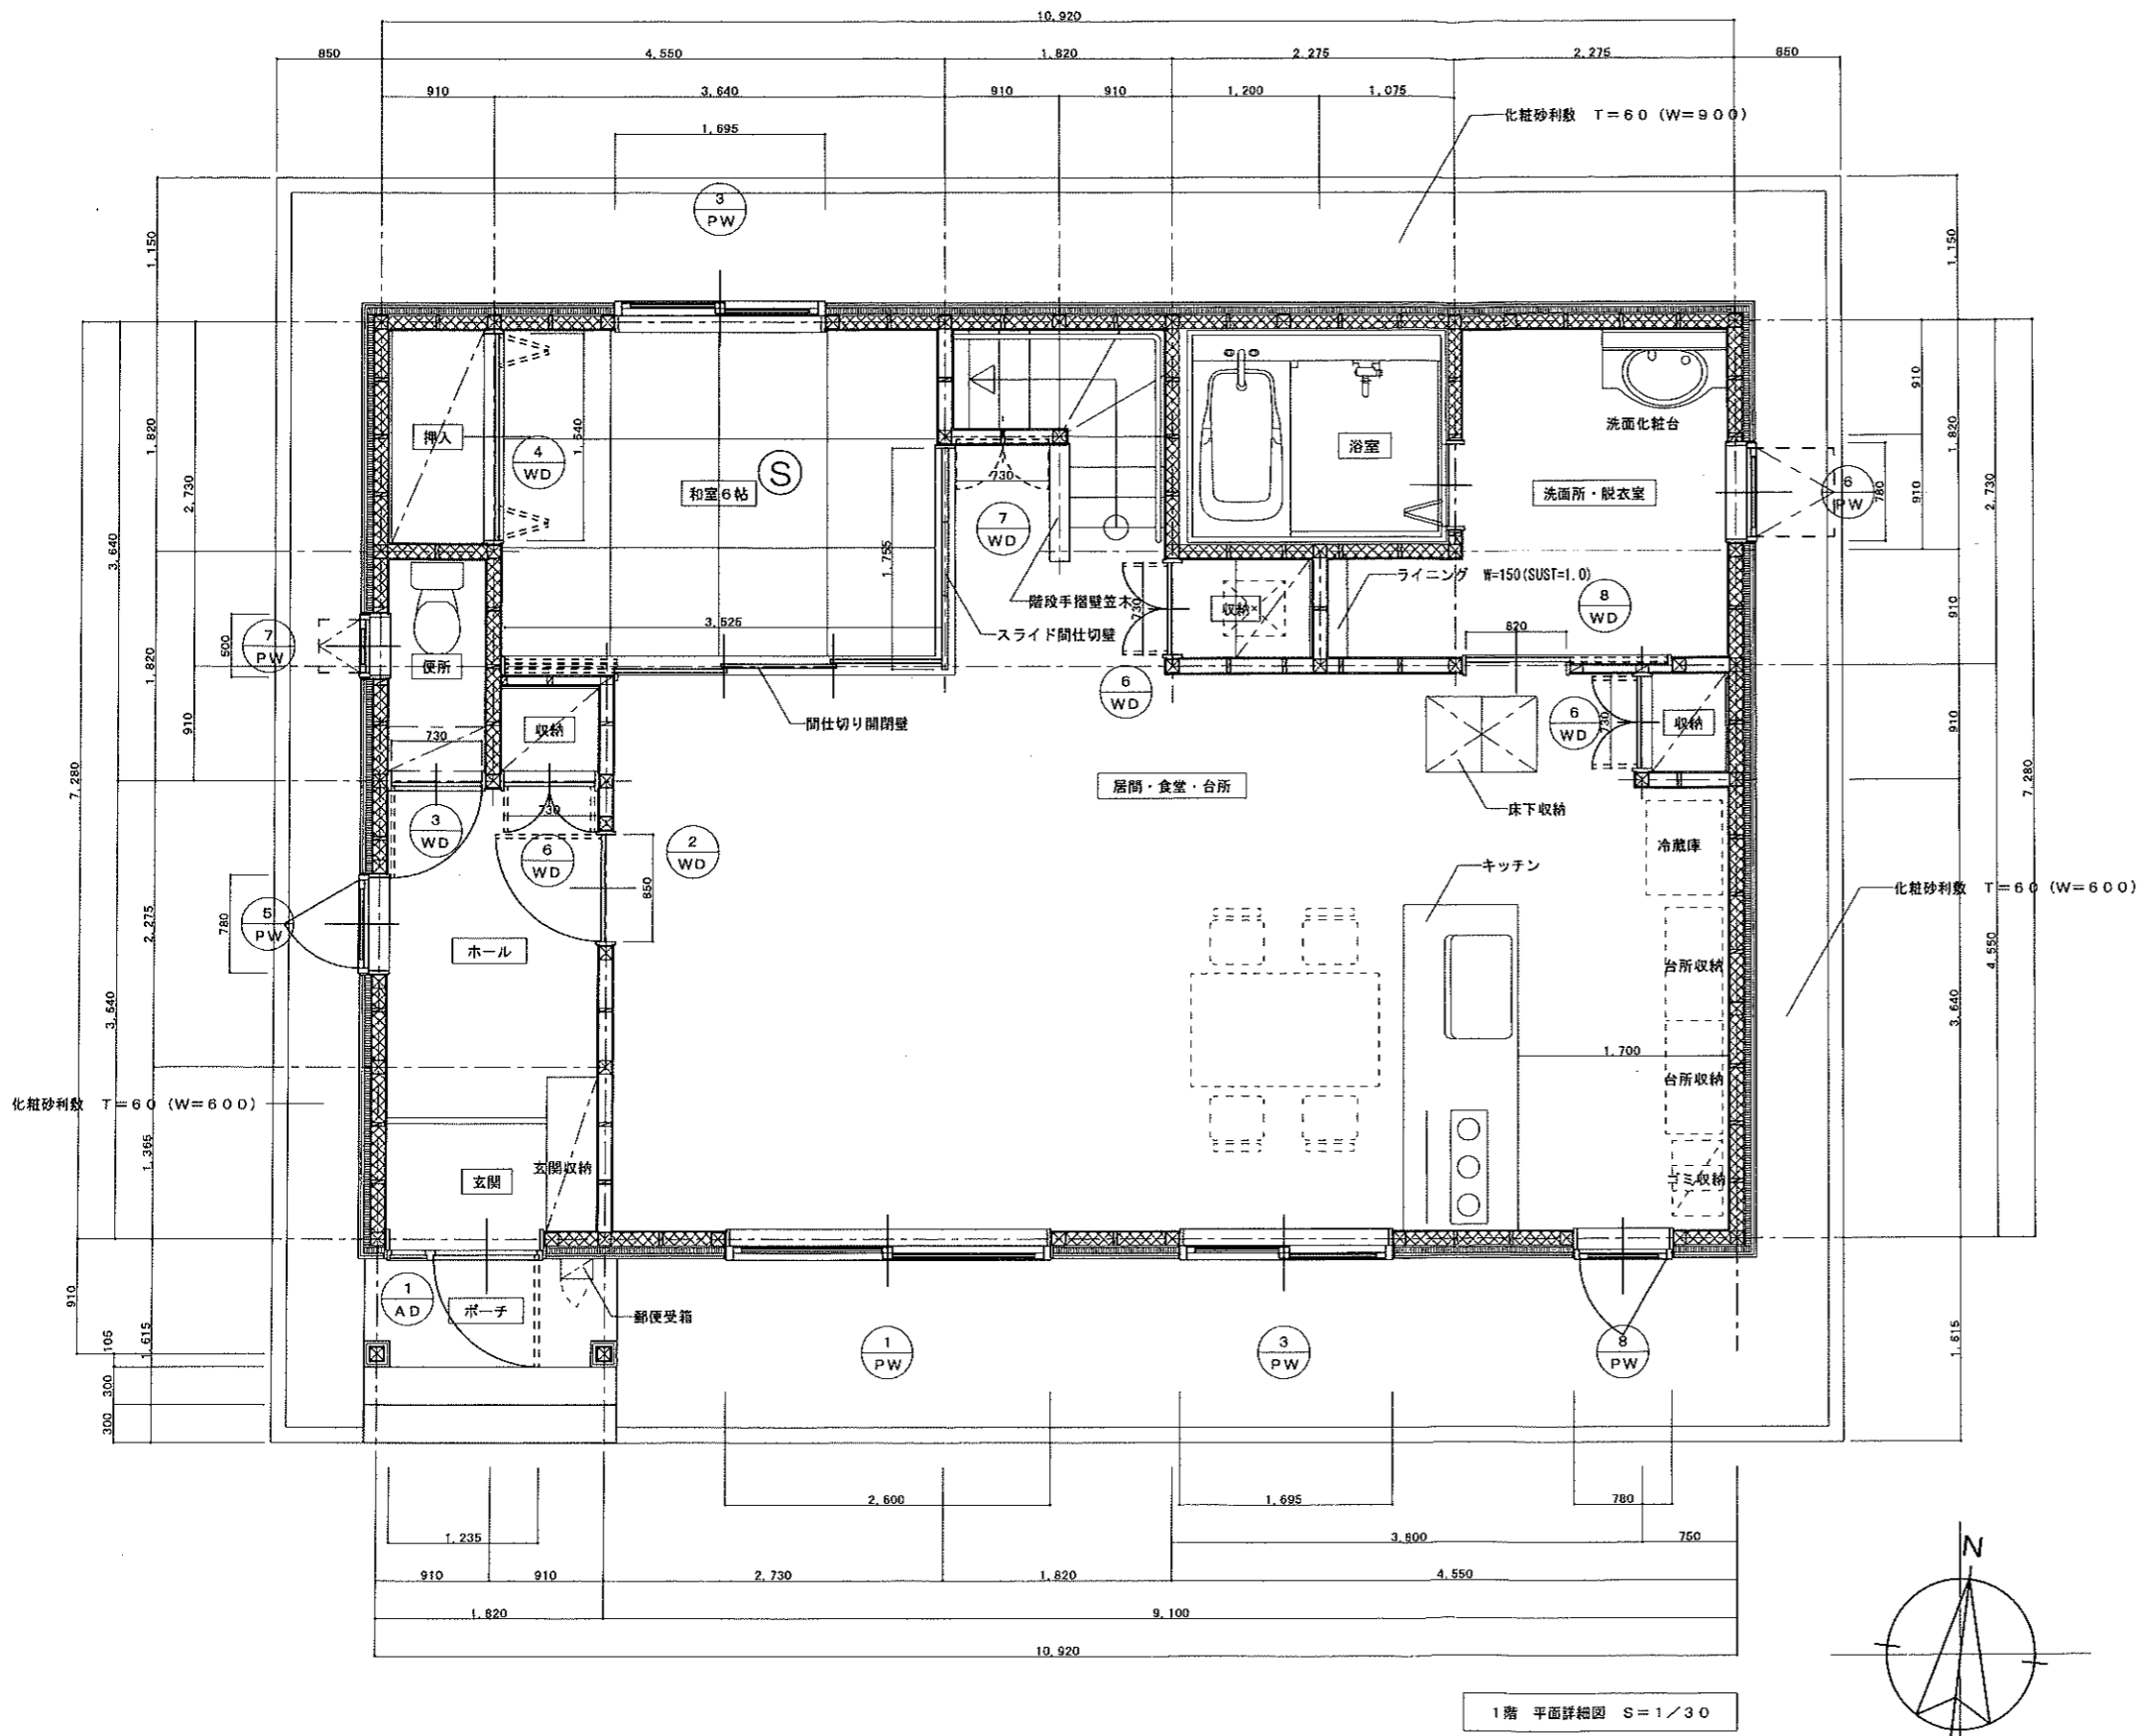 10,920
850
4,550
1,820
2,275
2,275
850
910
3,640
910
910
1,200
1,075
1,695
化粧砂利敷 T=60 (W=900)
3
PW
1,150
1,150
1,820
2,730
3,640
7,280
1,820
910
2,275
3,640
1,365
910
1,615
105
300
300
910
1,820
910
2,730
780
910
910
7,280
4,550
3,640
1,615
押入
4
WD
1,640
和室6帖
S
730
7
WD
1,755
浴室
洗面化粧台
洗面所・脱衣室
6
PW
ライニング W=150(SUST=1.0)
階段手摺壁笠木
収納
730
8
WD
スライド間仕切壁
3,525
820
7
PW
500
便所
6
WD
間仕切り開閉壁
収納
730
6
WD
730
収納
居間・食堂・台所
床下収納
3
WD
730
6
WD
2
WD
850
冷蔵庫
キッチン
化粧砂利敷 T=60 (W=600)
5
PW
780
ホール
台所収納
1,700
台所収納
化粧砂利敷 T=60 (W=600)
玄関収納
玄関
ゴミ収納
1
AD
ポーチ
郵便受箱
1
PW
3
PW
8
PW
2,600
1,695
780
1,235
3,800
750
910
910
2,730
1,820
4,550
1,820
9,100
10,920
N
1階 平面詳細図 S=1/30